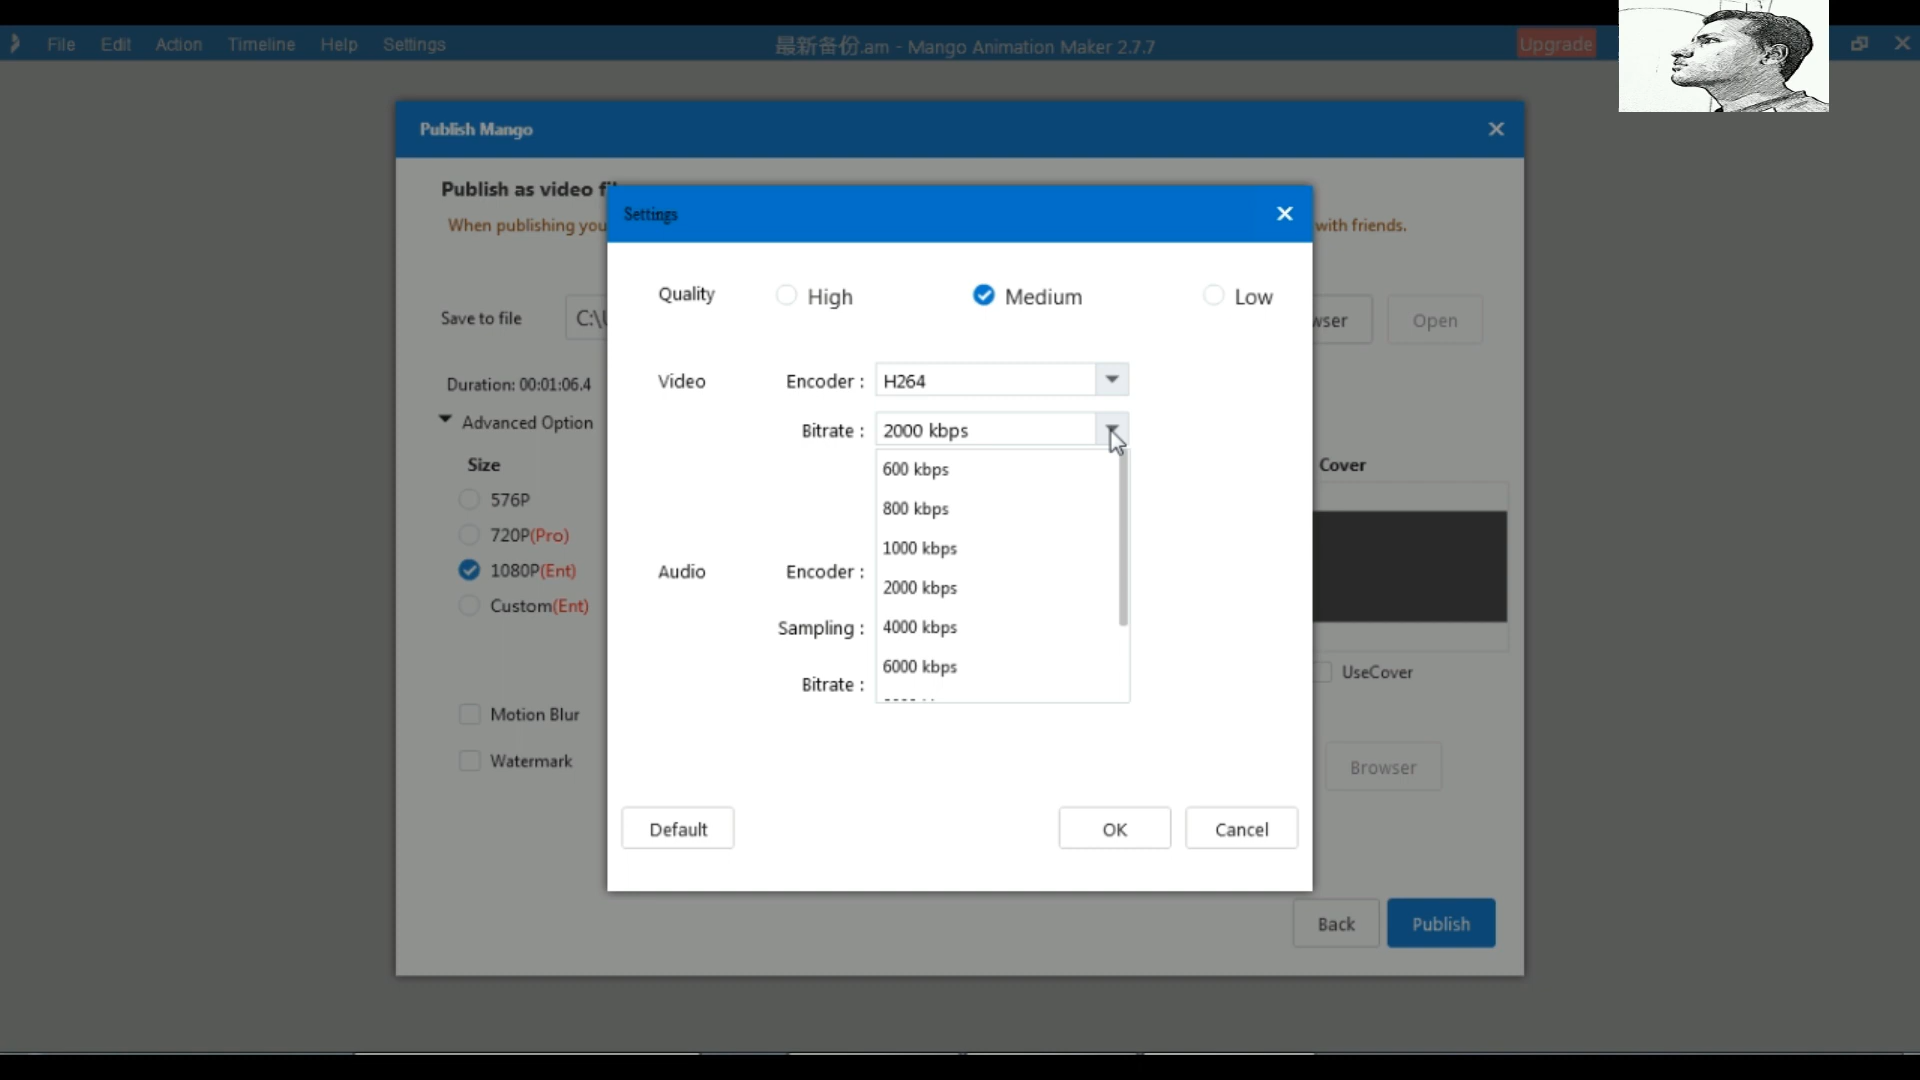 File Edit Action Timeline Help Settings
最新备份.am - Mango Animation Maker 2.7.7
Upgrade
Publish Mango
Publish as video fi
When publishing you
with friends.
Settings
Quality High Medium Low
Save to file C:\U
wser Open
Duration: 00:01:06.4
Advanced Option
Size
576P
720P(Pro)
1080P(Ent)
Custom(Ent)
Motion Blur
Watermark
Video Encoder : H264
Bitrate : 2000 kbps
600 kbps
800 kbps
1000 kbps
2000 kbps
4000 kbps
6000 kbps
Audio Encoder :
Sampling :
Bitrate :
Default OK Cancel
Cover
UseCover
Browser
Back Publish